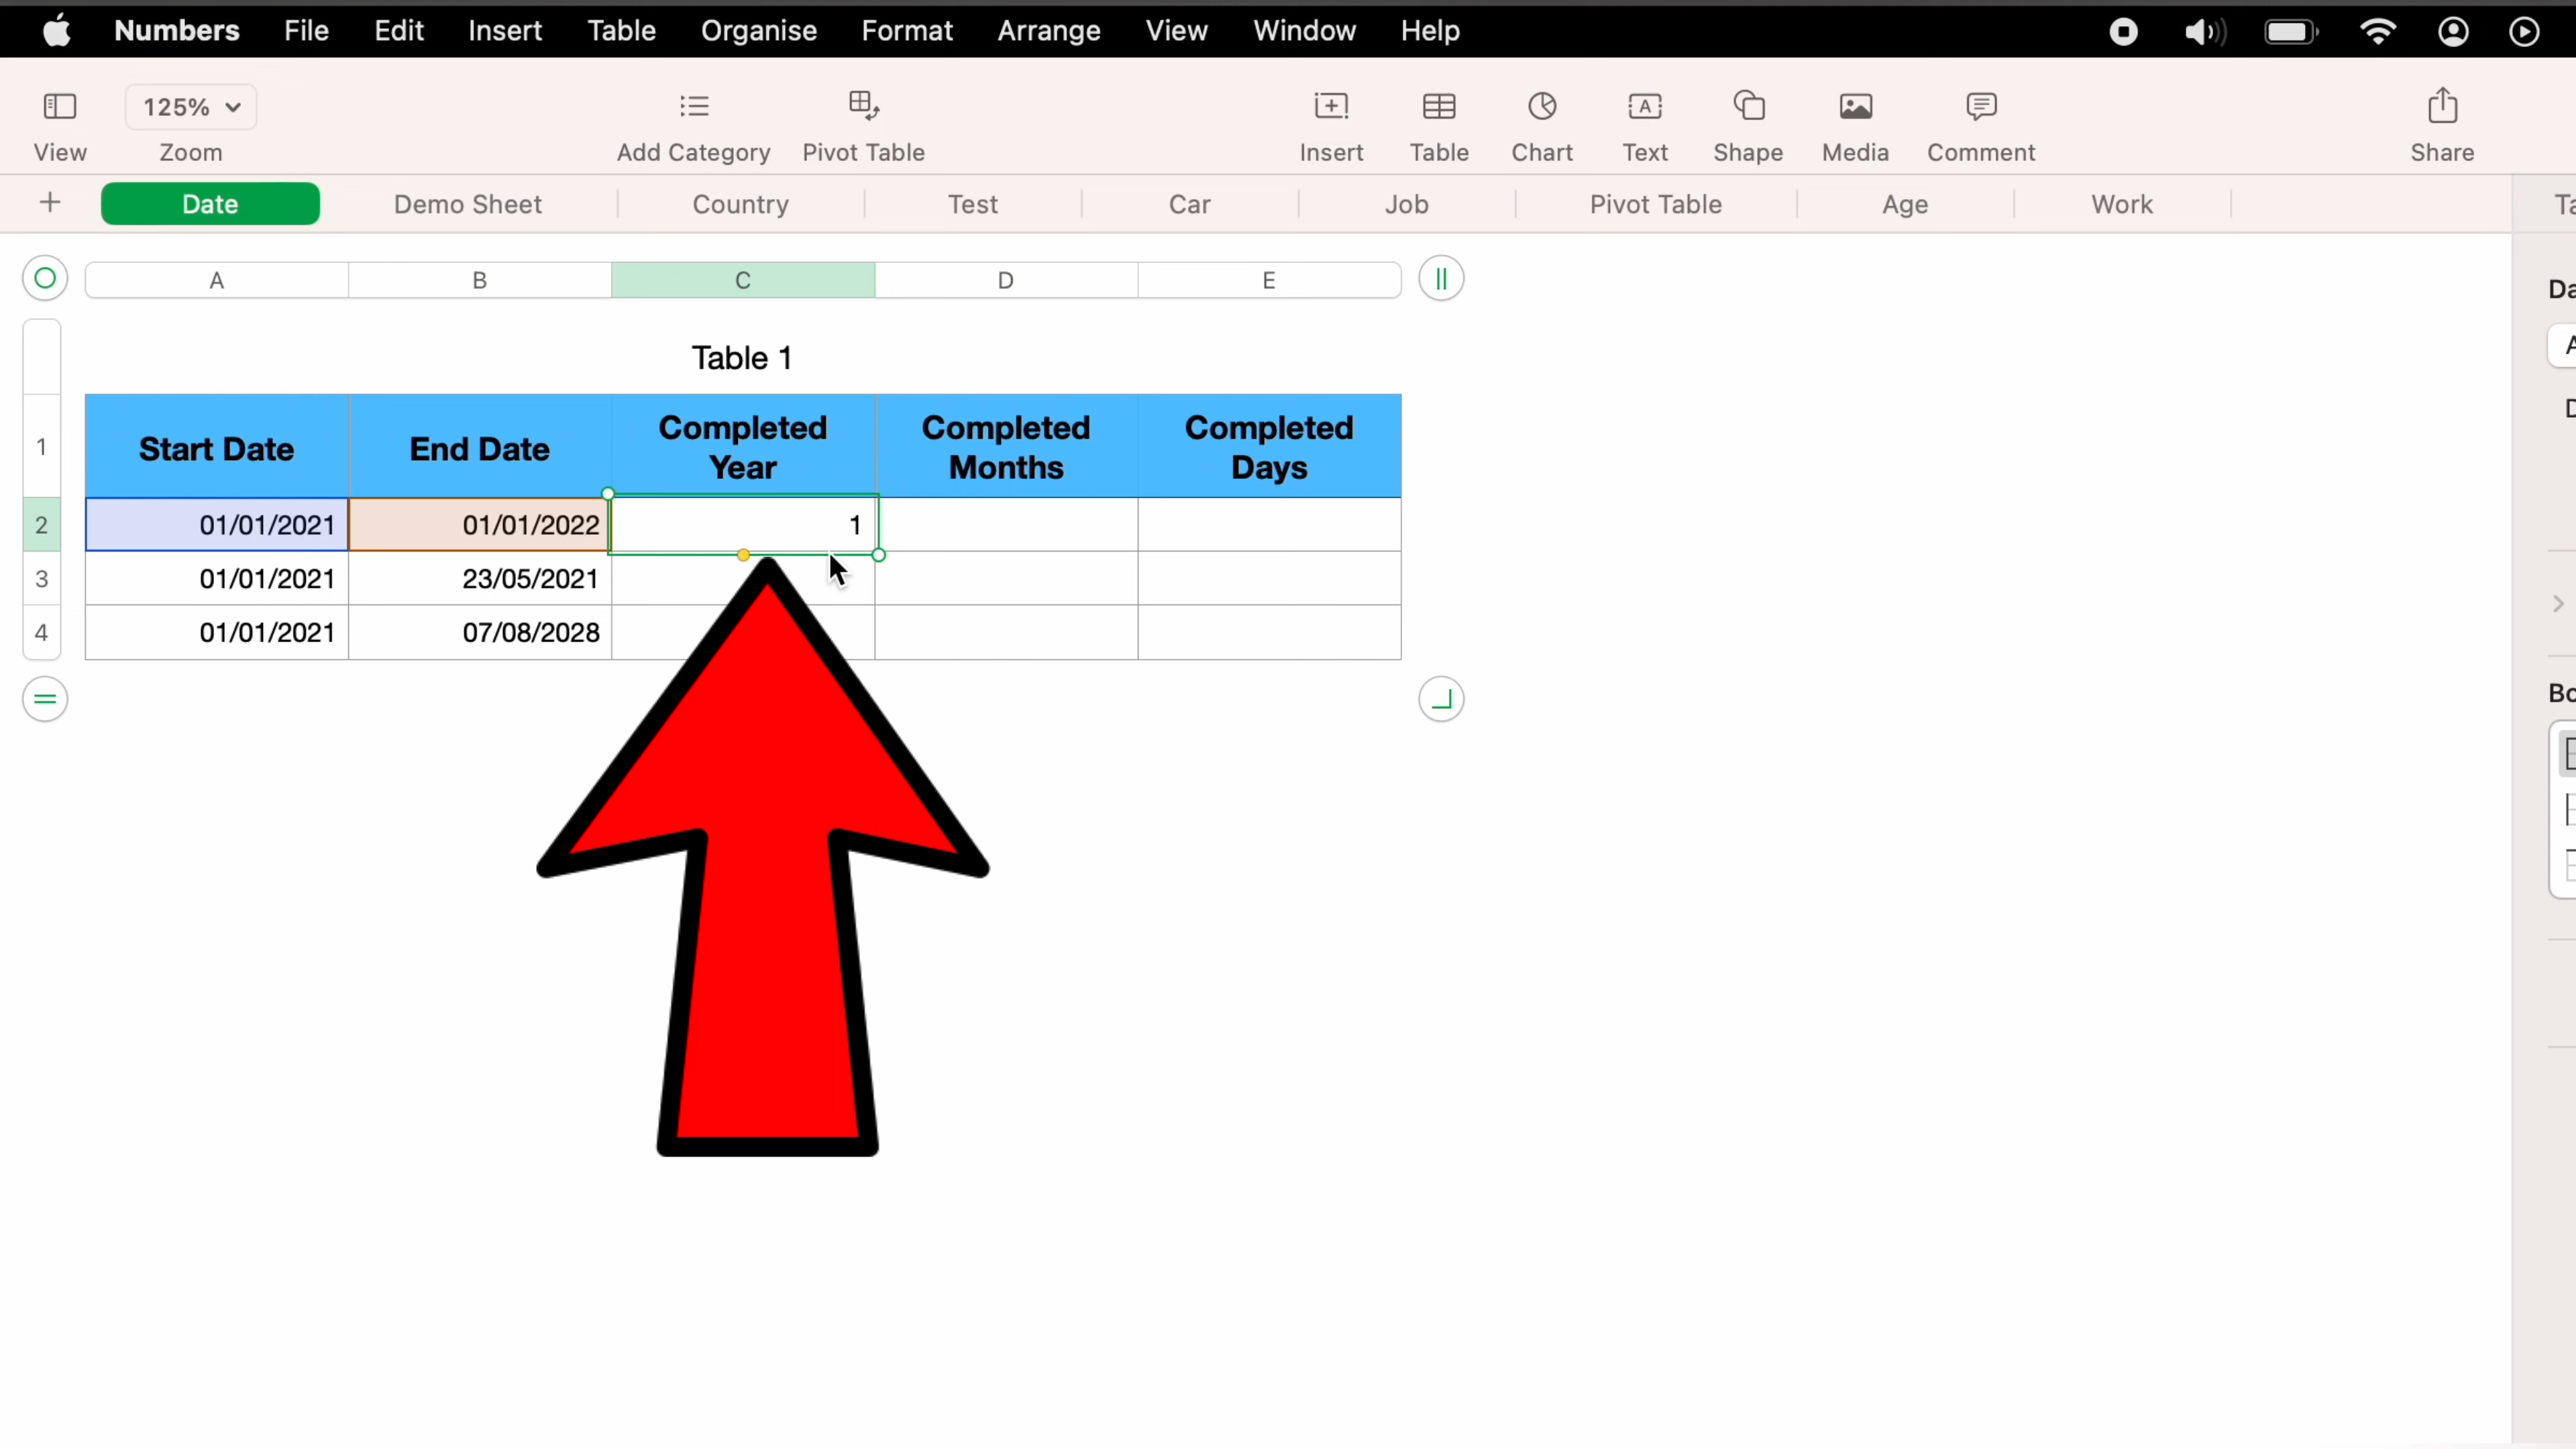 Numbers File Edit Insert Table Organise Format Arrange View Window Help
125%
View Zoom Add Category Pivot Table Insert Table Chart Text Shape Media Comment Share
Date Demo Sheet Country Test Car Job Pivot Table Age Work
A B C D E
Table 1
1 Start Date End Date Completed Year Completed Months Completed Days
2 01/01/2021 01/01/2022 1
3 01/01/2021 23/05/2021
4 01/01/2021 07/08/2028